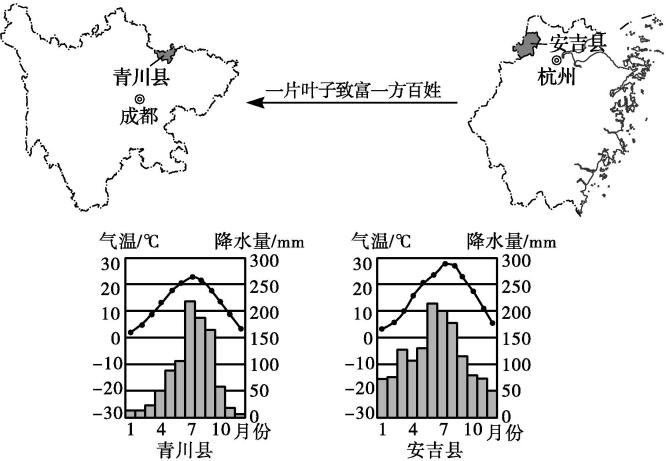 青川县
成都
一片叶子致富一方百姓
安吉县
杭州
气温/℃ 降水量/mm
30 300
20 250
10 200
0 150
-10 100
-20 50
-30 0
1 4 7 10 月份
青川县
气温/℃ 降水量/mm
30 300
20 250
10 200
0 150
-10 100
-20 50
-30 0
1 4 7 10 月份
安吉县